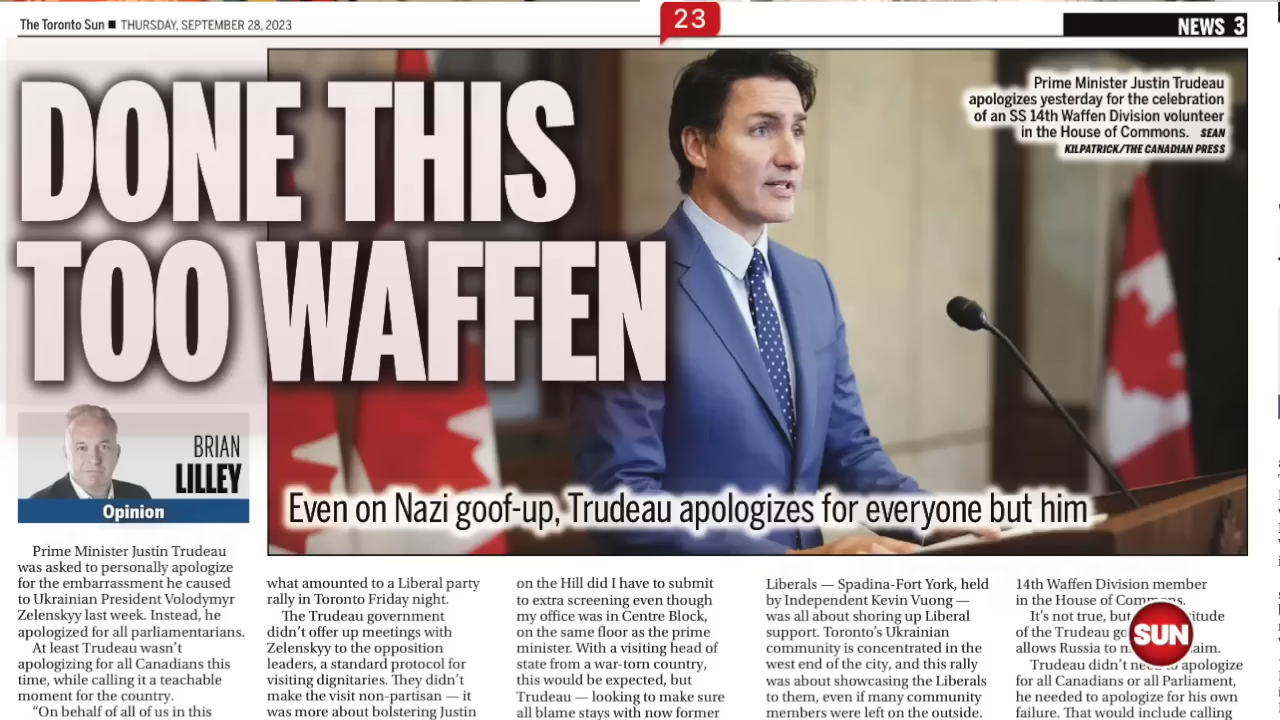 The Toronto Sun ■ THURSDAY, SEPTEMBER 28, 2023
23
NEWS 3
DONE THIS
TOO WAFFEN
Prime Minister Justin Trudeau
apologizes yesterday for the celebration
of an SS 14th Waffen Division volunteer
in the House of Commons. SEAN
KILPATRICK/THE CANADIAN PRESS
Even on Nazi goof-up, Trudeau apologizes for everyone but him
BRIAN
LILLEY
Opinion
Prime Minister Justin Trudeau
was asked to personally apologize
for the embarrassment he caused
to Ukrainian President Volodymyr
Zelenskyy last week. Instead, he
apologized for all parliamentarians.
At least Trudeau wasn't
apologizing for all Canadians this
time, while calling it a teachable
moment for the country.
“On behalf of all of us in this
what amounted to a Liberal party
rally in Toronto Friday night.
The Trudeau government
didn't offer up meetings with
Zelenskyy to the opposition
leaders, a standard protocol for
visiting dignitaries. They didn't
make the visit non-partisan — it
was more about bolstering Justin
on the Hill did I have to submit
to extra screening even though
my office was in Centre Block,
on the same floor as the prime
minister. With a visiting head of
state from a war-torn country,
this would be expected, but
Trudeau — looking to make sure
all blame stays with now former
Liberals — Spadina-Fort York, held
by Independent Kevin Vuong —
was all about shoring up Liberal
support. Toronto's Ukrainian
community is concentrated in the
west end of the city, and this rally
was about showcasing the Liberals
to them, even if many community
members were left on the outside.
14th Waffen Division member
in the House of Commons.
It's not true, but
of the Trudeau
allows Russia to
Trudeau didn't need to apologize
for all Canadians or all Parliament,
he needed to apologize for his own
failure. That would include calling
SUN